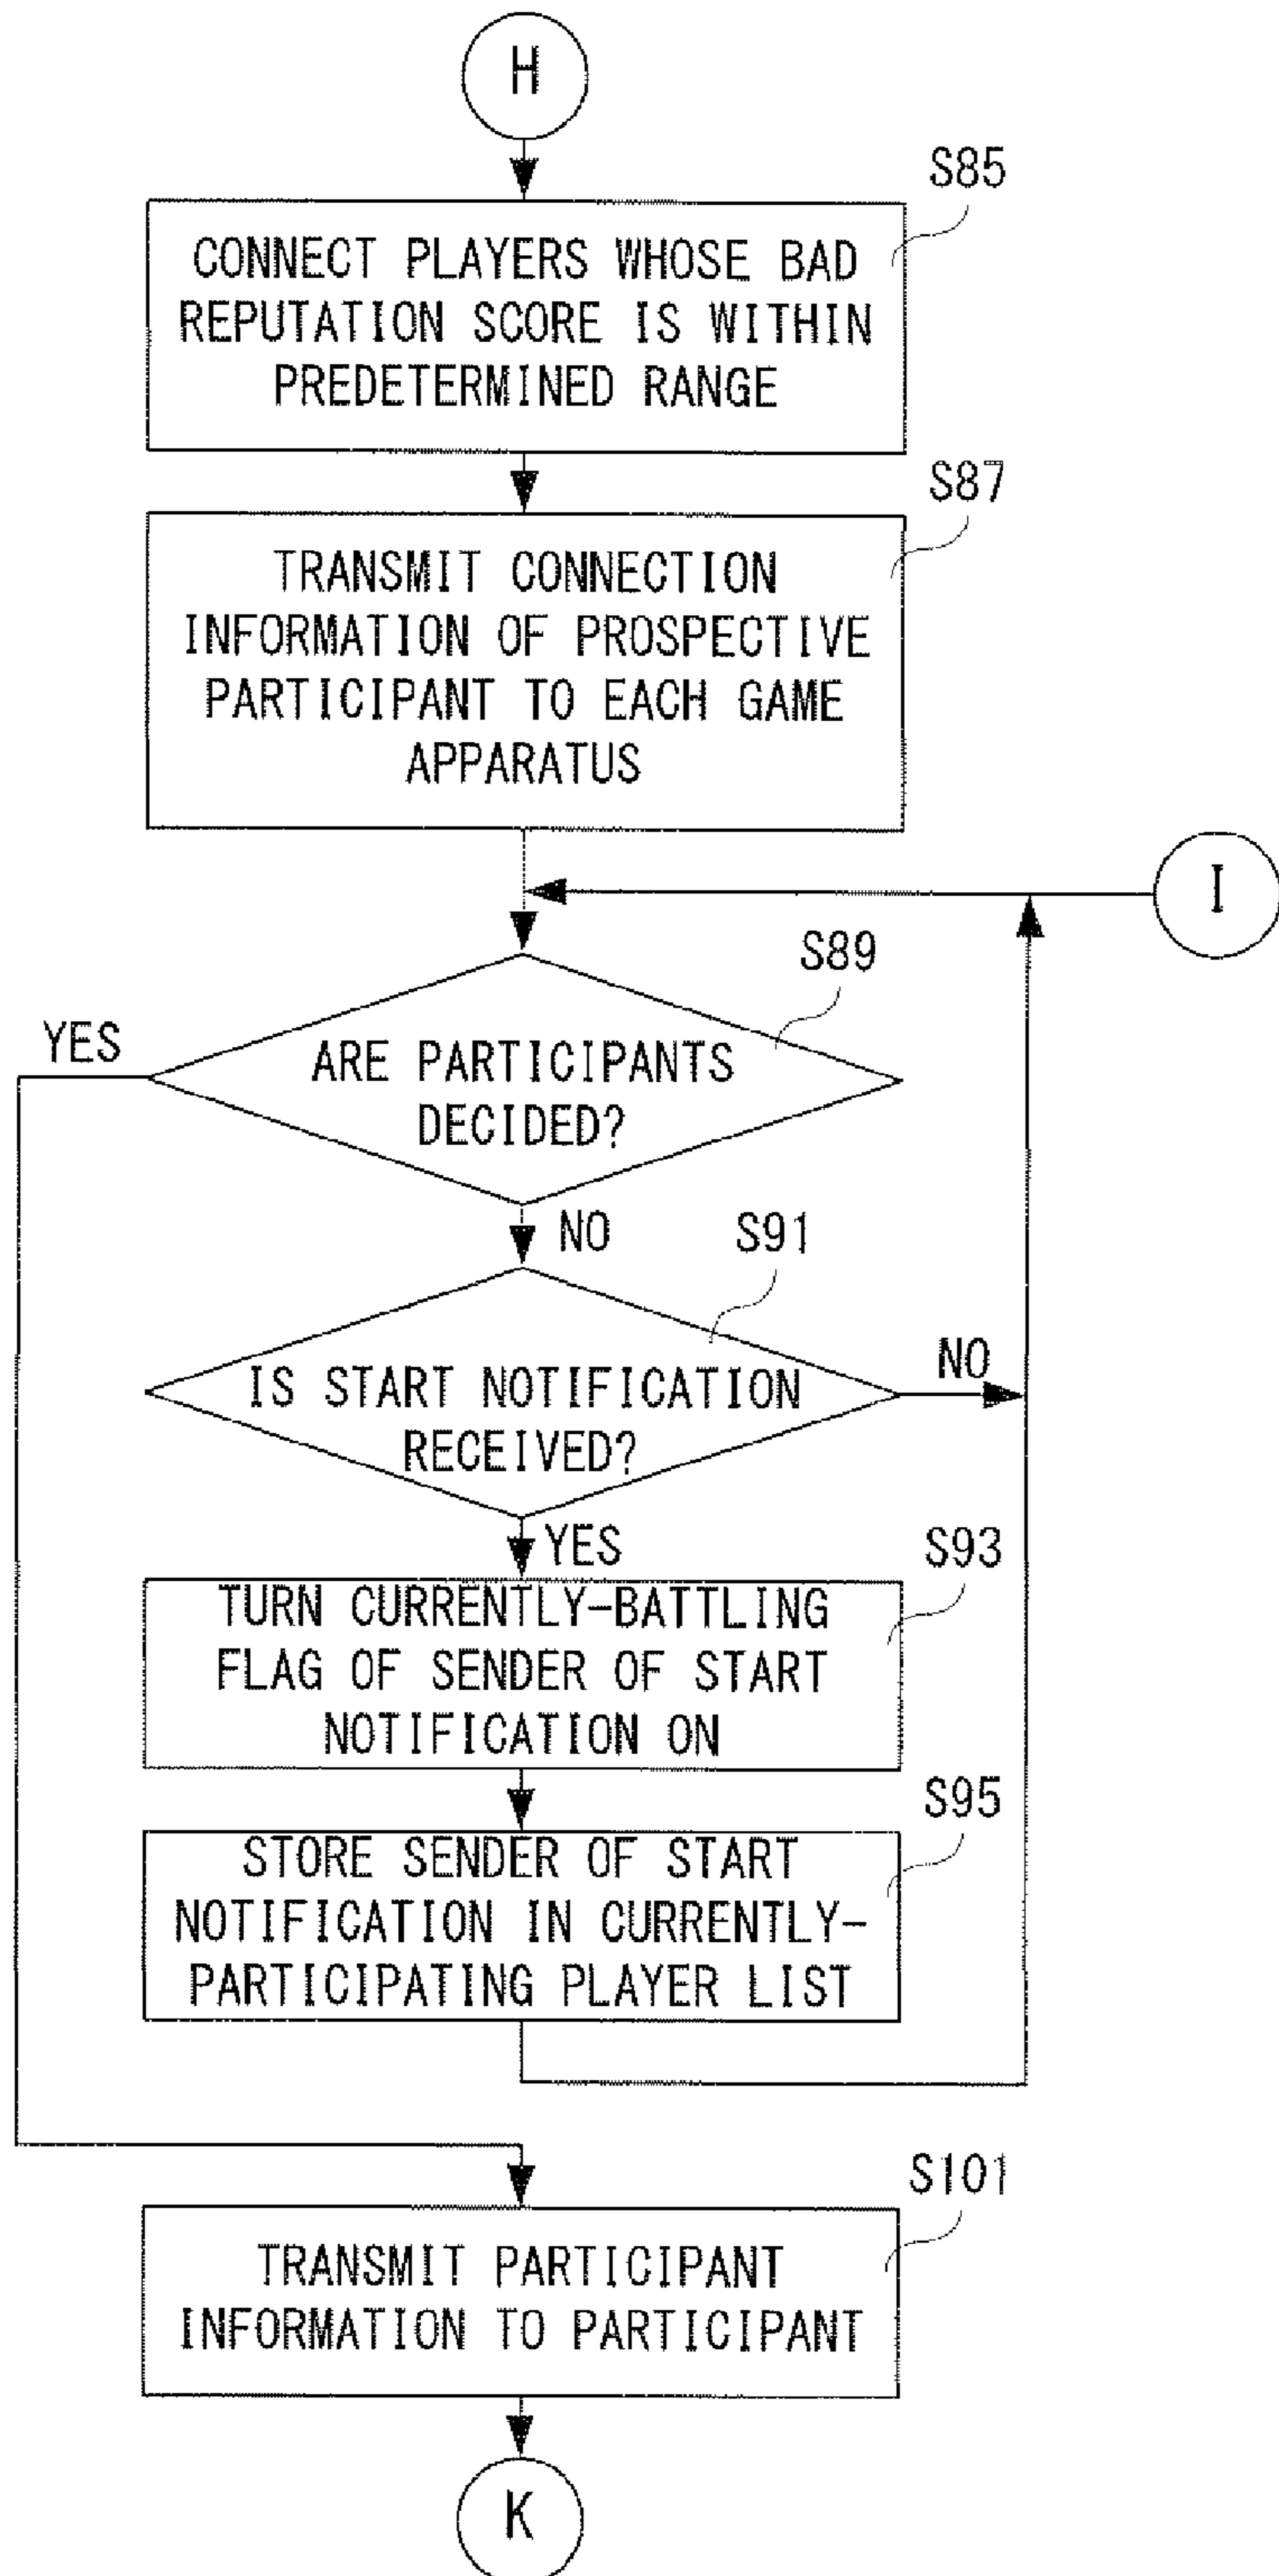 H
S85
CONNECT PLAYERS WHOSE BAD
REPUTATION SCORE IS WITHIN
PREDETERMINED RANGE
S87
TRANSMIT CONNECTION
INFORMATION OF PROSPECTIVE
PARTICIPANT TO EACH GAME
APPARATUS
I
S89
YES
ARE PARTICIPANTS
DECIDED?
NO
S91
IS START NOTIFICATION
RECEIVED?
NO
YES
S93
TURN CURRENTLY-BATTLING
FLAG OF SENDER OF START
NOTIFICATION ON
S95
STORE SENDER OF START
NOTIFICATION IN CURRENTLY-
PARTICIPATING PLAYER LIST
S101
TRANSMIT PARTICIPANT
INFORMATION TO PARTICIPANT
K